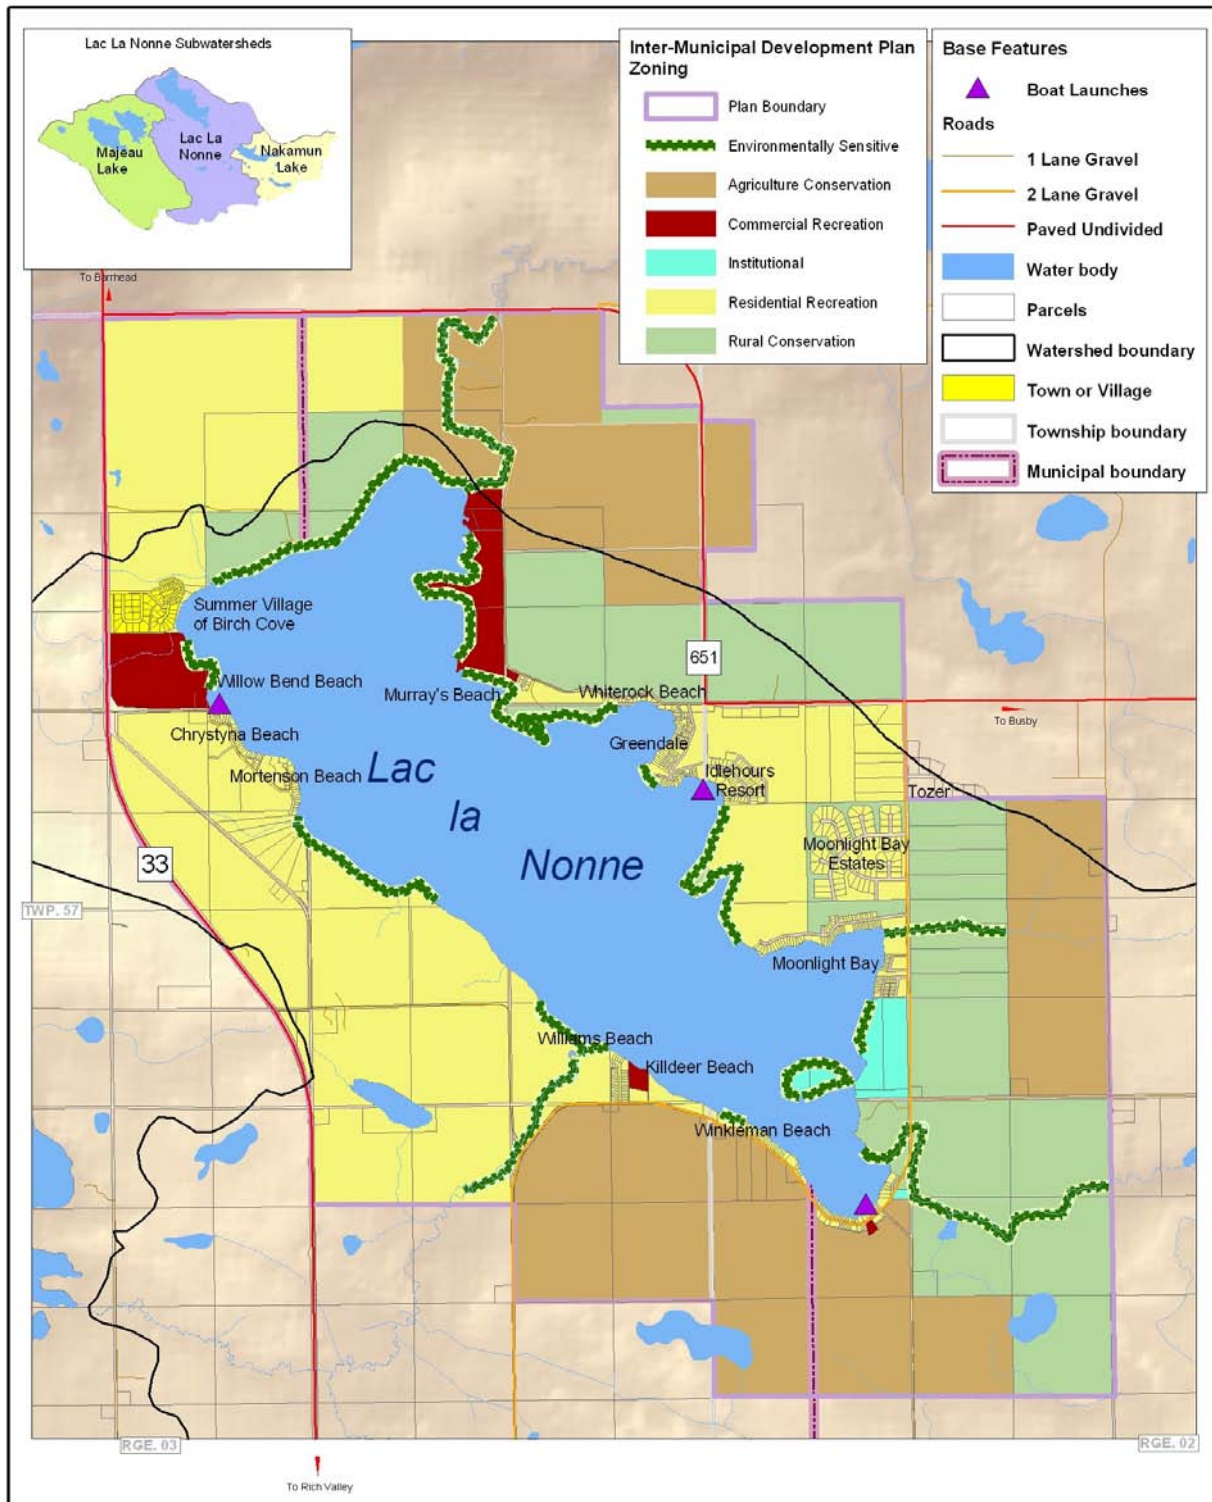 Lac La Nonne Subwatersheds
Majeau
Lake
Lac La
Nonne
Nakamun
Lake
Inter-Municipal Development Plan
Zoning
Plan Boundary
Environmentally Sensitive
Agriculture Conservation
Commercial Recreation
Institutional
Residential Recreation
Rural Conservation
Base Features
Boat Launches
Roads
1 Lane Gravel
2 Lane Gravel
Paved Undivided
Water body
Parcels
Watershed boundary
Town or Village
Township boundary
Municipal boundary
To Barrhead
Summer Village
of Birch Cove
651
Willow Bend Beach
Murray's Beach
Whiterock Beach
To Busby
Chrystyna Beach
Greendale
Mortenson Beach
Lac
la
Nonne
Idlehours
Resort
Tozer
Moonlight Bay
Estates
33
TWP. 57
Moonlight Bay
Williams Beach
Killdeer Beach
Winkleman Beach
RGE. 03
RGE. 02
To Rich Valley